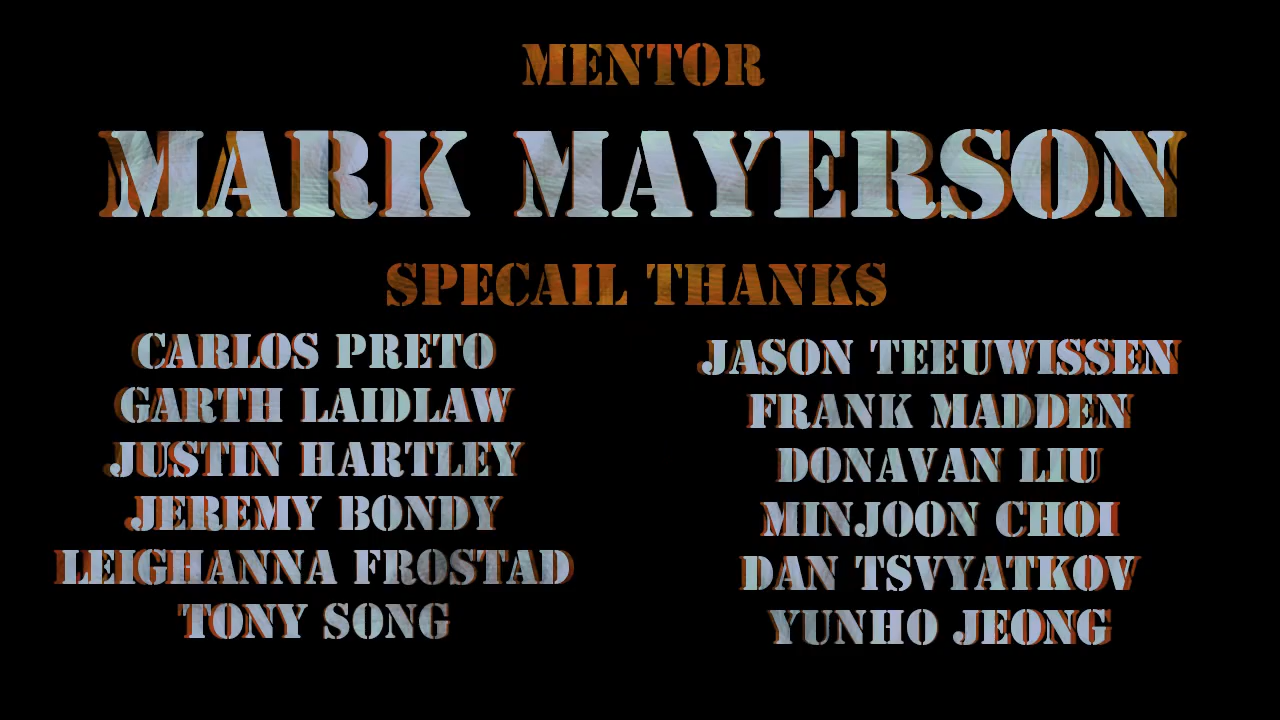 MENTOR
MARK MAYERSON
SPECAIL THANKS
CARLOS PRETO
GARTH LAIDLAW
JUSTIN HARTLEY
JEREMY BONDY
LEIGHANNA FROSTAD
TONY SONG
JASON TEEUWISSEN
FRANK MADDEN
DONAVAN LIU
MINJOON CHOI
DAN TSVYATKOV
YUNHO JEONG